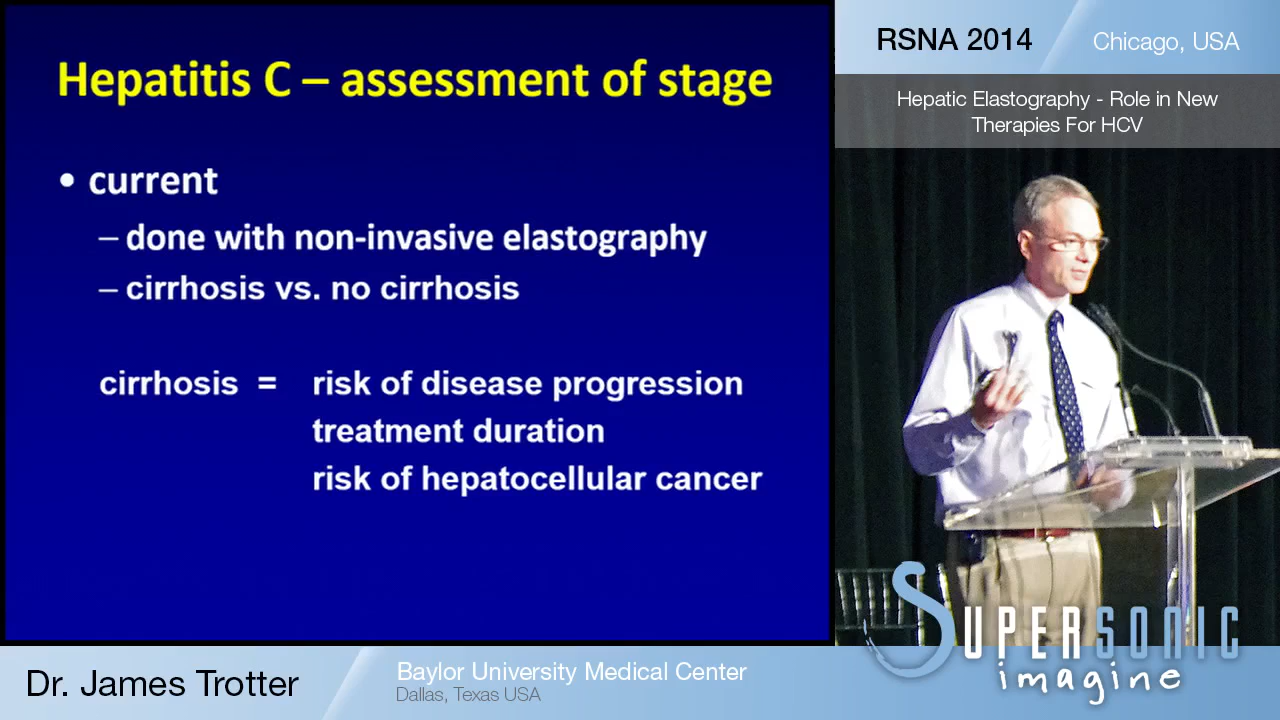 Hepatitis C – assessment of stage
• current
– done with non-invasive elastography
– cirrhosis vs. no cirrhosis
cirrhosis = risk of disease progression
treatment duration
risk of hepatocellular cancer
RSNA 2014
Chicago, USA
Hepatic Elastography - Role in New
Therapies For HCV
SUPERSONIC
imagine
Dr. James Trotter
Baylor University Medical Center
Dallas, Texas USA